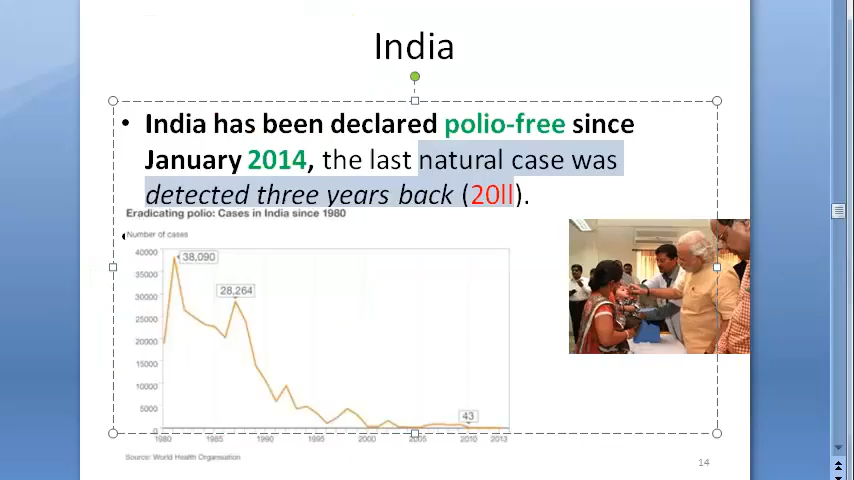 India
• India has been declared polio-free since
January 2014, the last natural case was
detected three years back (20ll).
Eradicating polio: Cases in India since 1980
Number of cases
40000
38,090
35000
30000
28,264
25000
20000
15000
10000
5000
43
0
1980 1985 1990 1995 2000 2005 2010 2013
Source: World Health Organisation
14